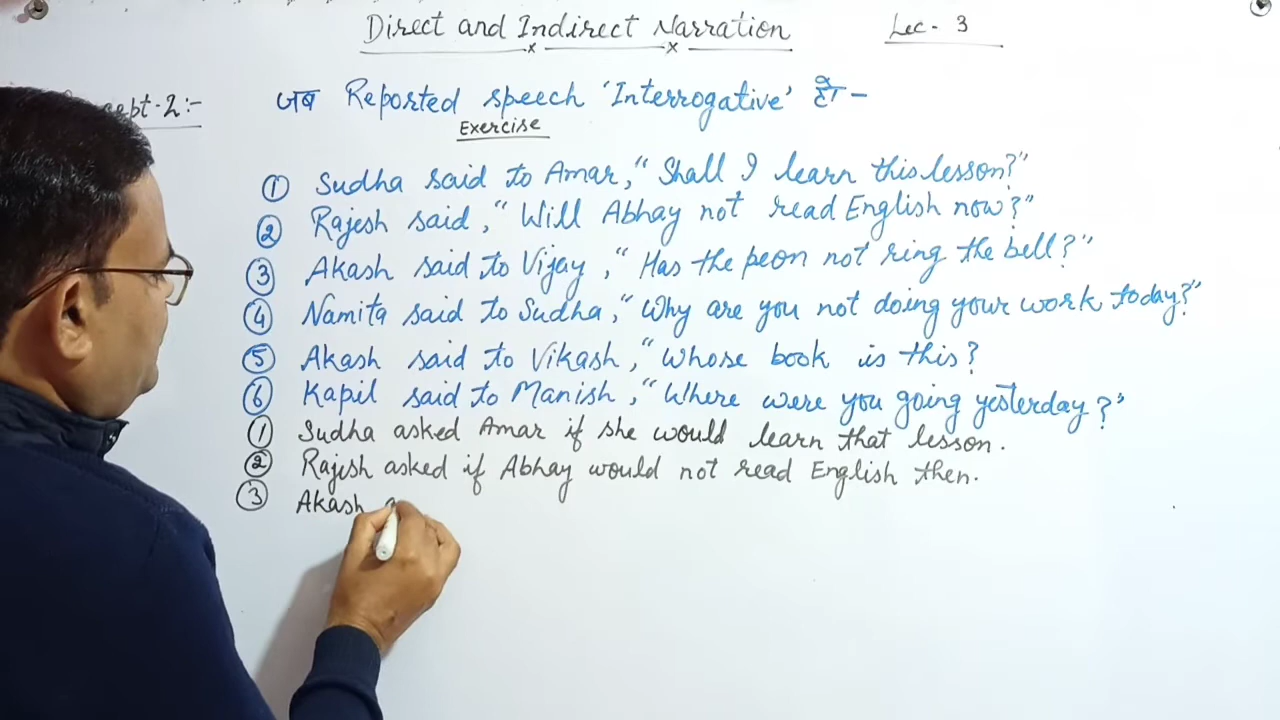 Direct and Indirect Narration
Lec - 3
जब Reported speech 'Interrogative' हो -
Exercise
① Sudha said to Amar, "Shall I learn this lesson?"
② Rajesh said, "Will Abhay not read English now?"
③ Akash said to Vijay, "Has the peon not ring the bell?"
④ Namita said to Sudha, "Why are you not doing your work today?"
⑤ Akash said to Vikash, "Whose book is this?
⑥ Kapil said to Manish, "Where were you going yesterday?"
① Sudha asked Amar if she would learn that lesson.
② Rajesh asked if Abhay would not read English then.
③ Akash